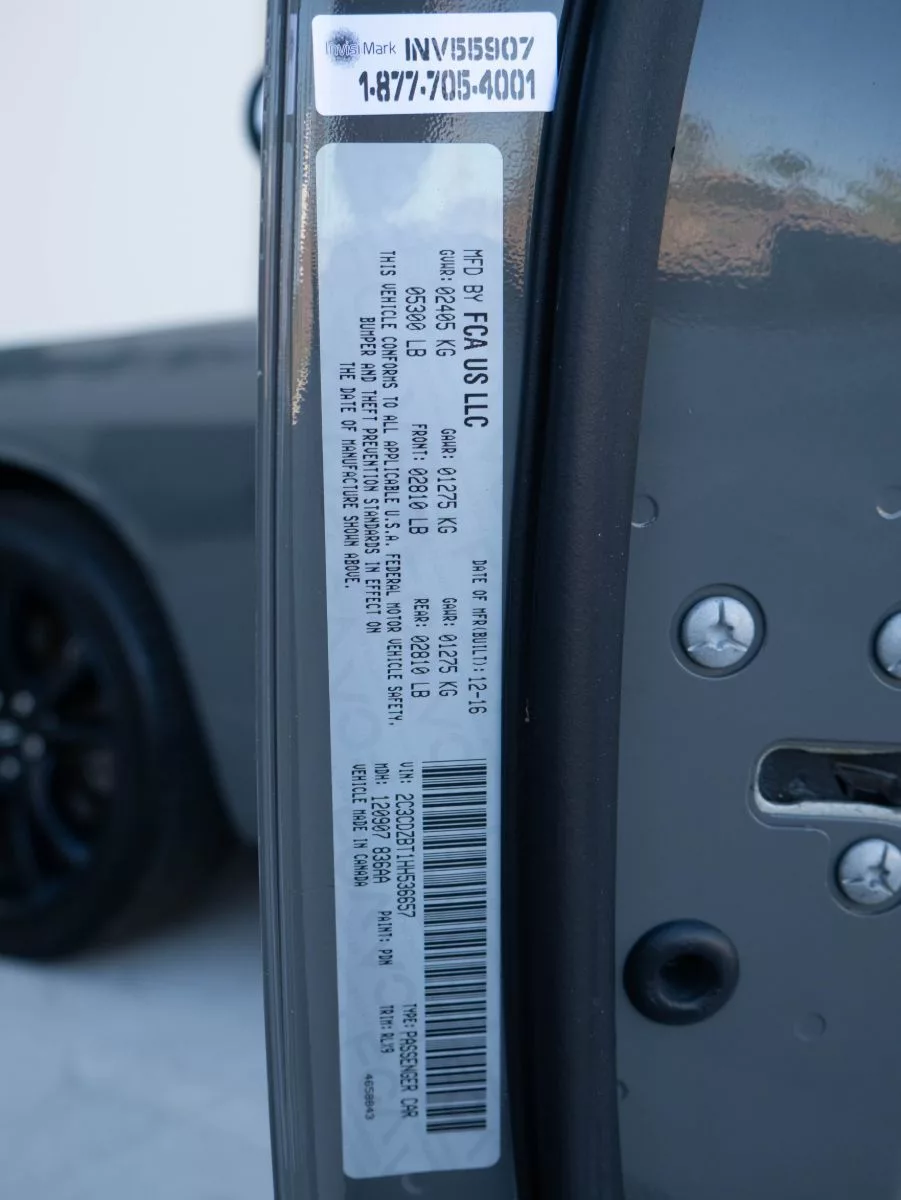 InvisiMark INV55907
1-877-705-4001
MFD BY FCA US LLC
DATE OF MFR(BUILT): 12-16
GVWR: 02405 KG
GAWR: 01275 KG
GAWR: 01275 KG
05300 LB
FRONT: 02810 LB
REAR: 02810 LB
THIS VEHICLE CONFORMS TO ALL APPLICABLE U.S.A. FEDERAL MOTOR VEHICLE SAFETY,
BUMPER AND THEFT PREVENTION STANDARDS IN EFFECT ON
THE DATE OF MANUFACTURE SHOWN ABOVE.
VIN: 2C3CDZBT1HH536657
TYPE: PASSENGER CAR
MDH: 120907 836AA
PAINT: PDN
TRIM: RLX9
VEHICLE MADE IN CANADA
4658843